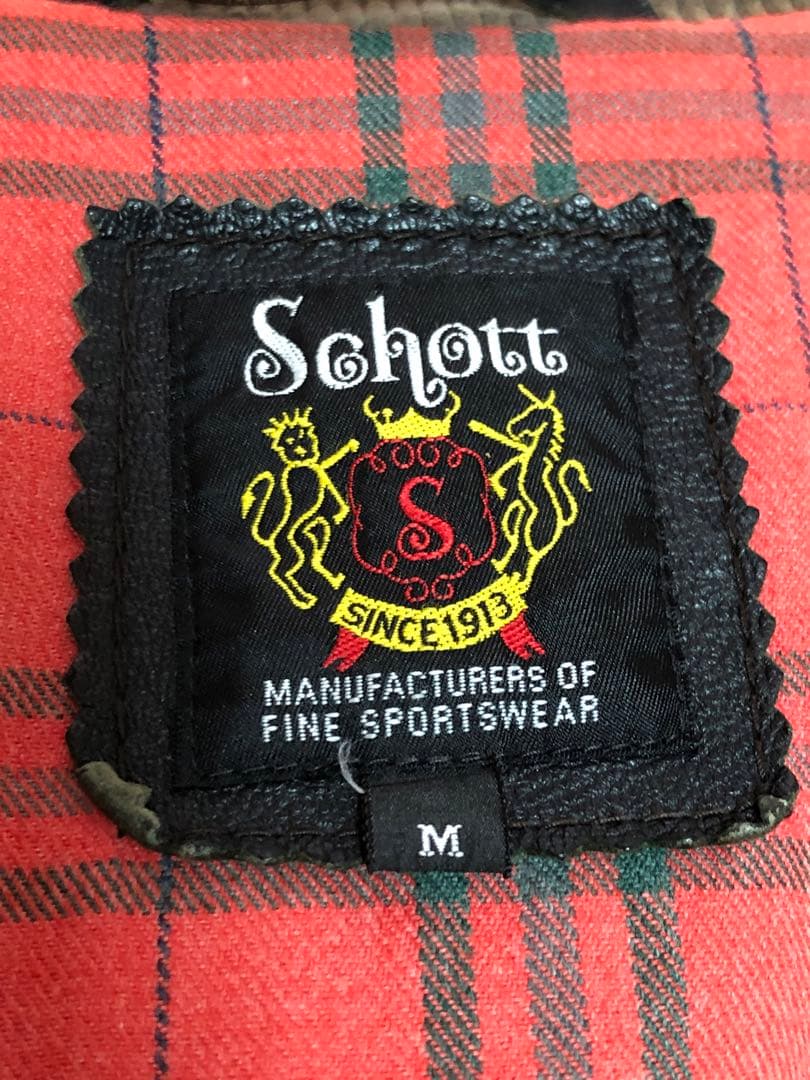 Schott
S
SINCE 1913
MANUFACTURERS OF
FINE SPORTSWEAR
M